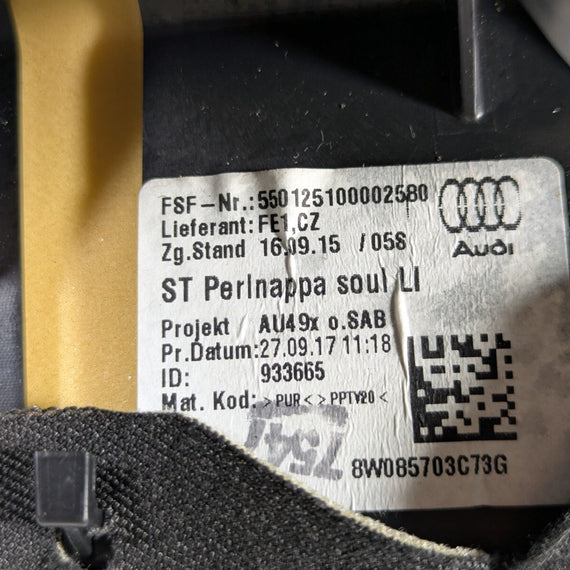 FSF-Nr.: 550125100002580
Lieferant: FE1,CZ
Zg.Stand 16.09.15 /05S
Audi
ST Perlnappa soul LI
Projekt AU49x o.SAB
Pr.Datum: 27.09.17 11:18
ID: 933665
Mat. Kod: >PUR< >PPTV20<
754
8W085703C73G